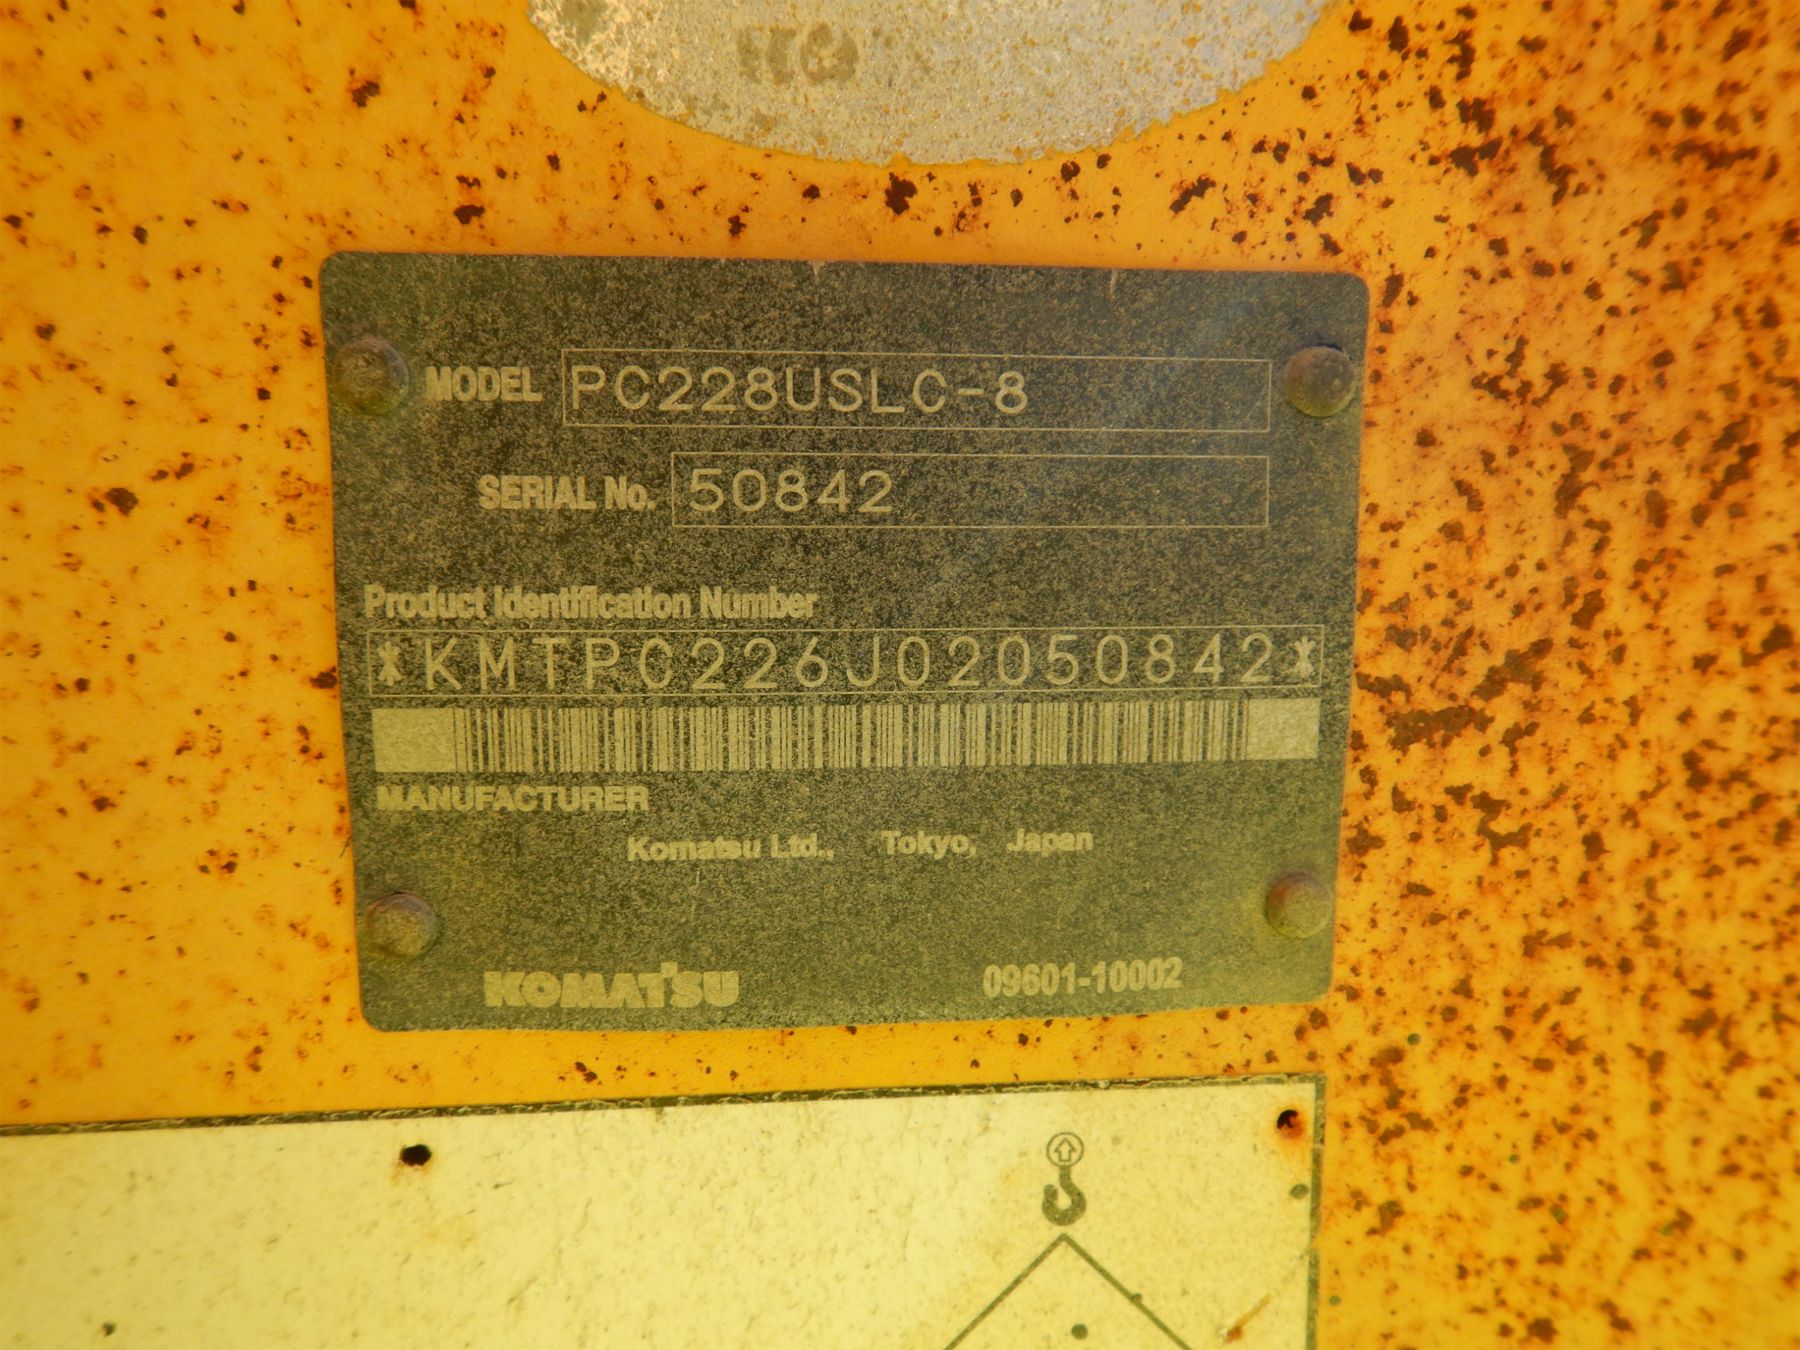 MODEL PC228USLC-8
SERIAL No. 50842
Product Identification Number
*KMTPC226J02050842*
MANUFACTURER
Komatsu Ltd., Tokyo, Japan
KOMATSU 09601-10002